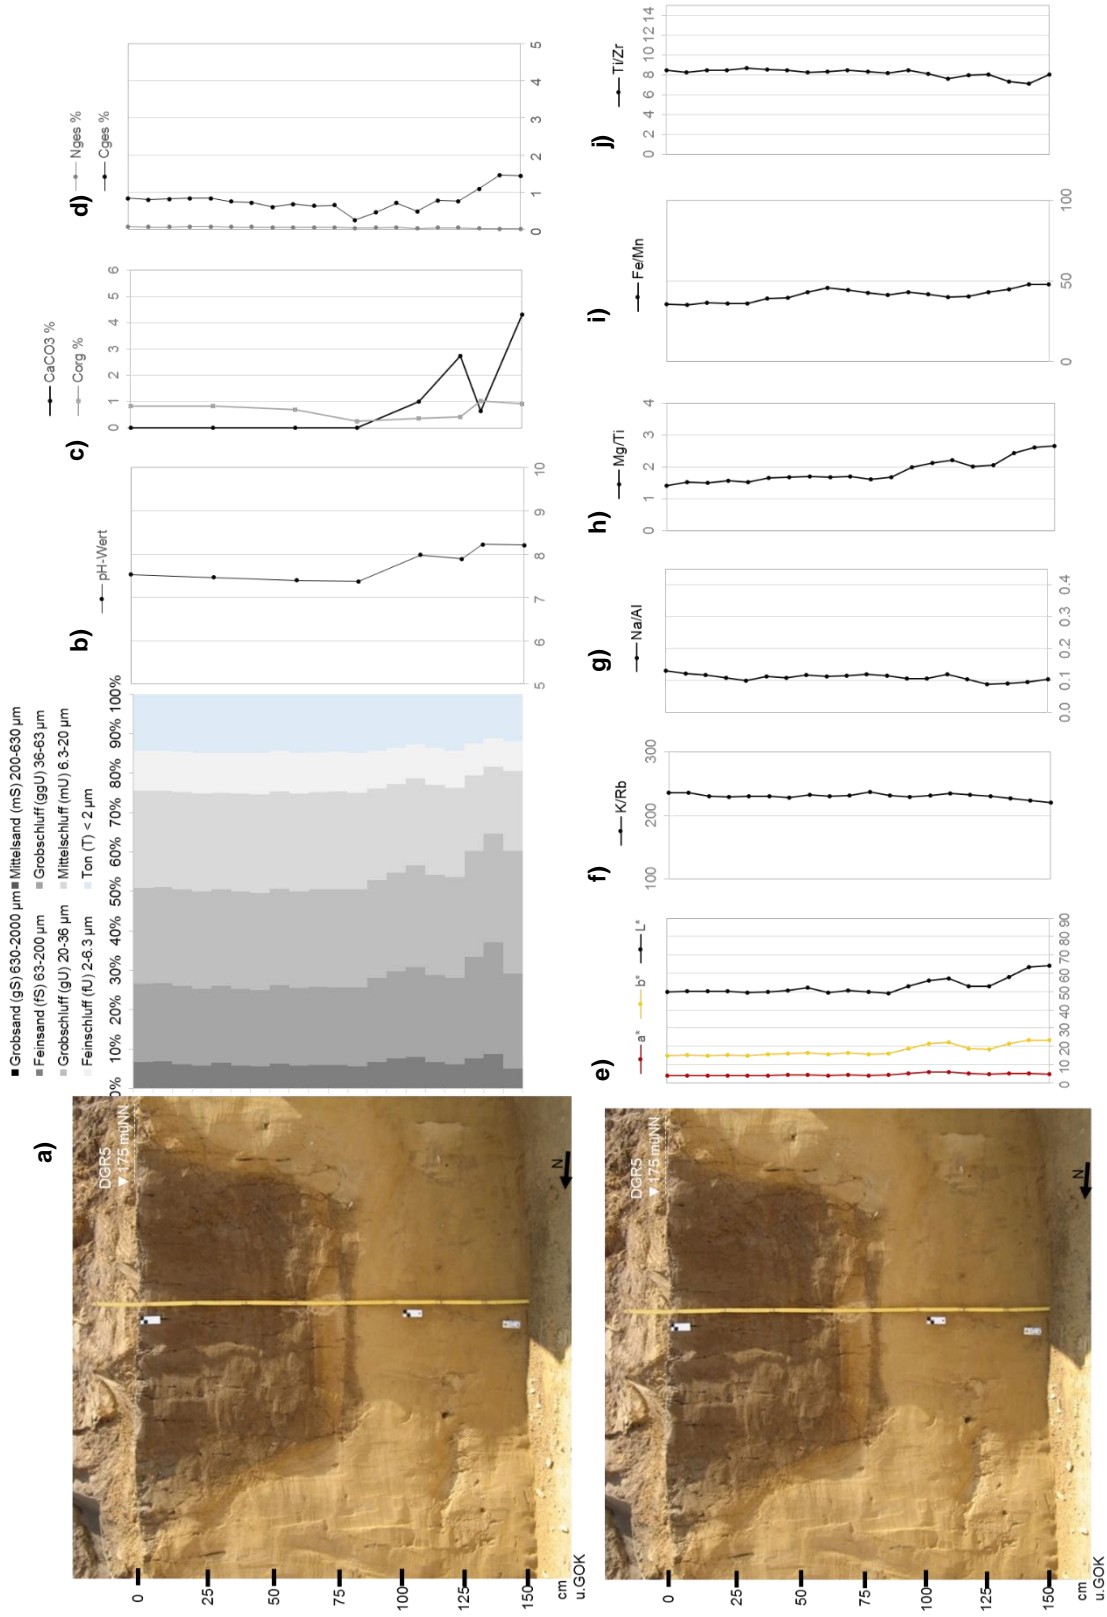 a)
DGR5
▼175 müNN
0
25
50
75
100
125
150
cm
u.GOK
N
Grobsand (gS) 630-2000 µm
Mittelsand (mS) 200-630 µm
Feinsand (fS) 63-200 µm
Grobschluff (ggU) 36-63 µm
Grobschluff (gU) 20-36 µm
Mittelschluff (mU) 6.3-20 µm
Feinschluff (fU) 2-6.3 µm
Ton (T) < 2 µm
0% 10% 20% 30% 40% 50% 60% 70% 80% 90% 100%
b)
pH-Wert
5 6 7 8 9 10
c)
CaCO3 %
Corg %
0 1 2 3 4 5 6
d)
Nges %
Cges %
0 1 2 3 4 5
DGR5
▼175 müNN
0
25
50
75
100
125
150
cm
u.GOK
N
e)
a* b* L*
0 10 20 30 40 50 60 70 80 90
f)
K/Rb
100 200 300
g)
Na/Al
0.0 0.1 0.2 0.3 0.4
h)
Mg/Ti
0 1 2 3 4
i)
Fe/Mn
0 50 100
j)
Ti/Zr
0 2 4 6 8 10 12 14